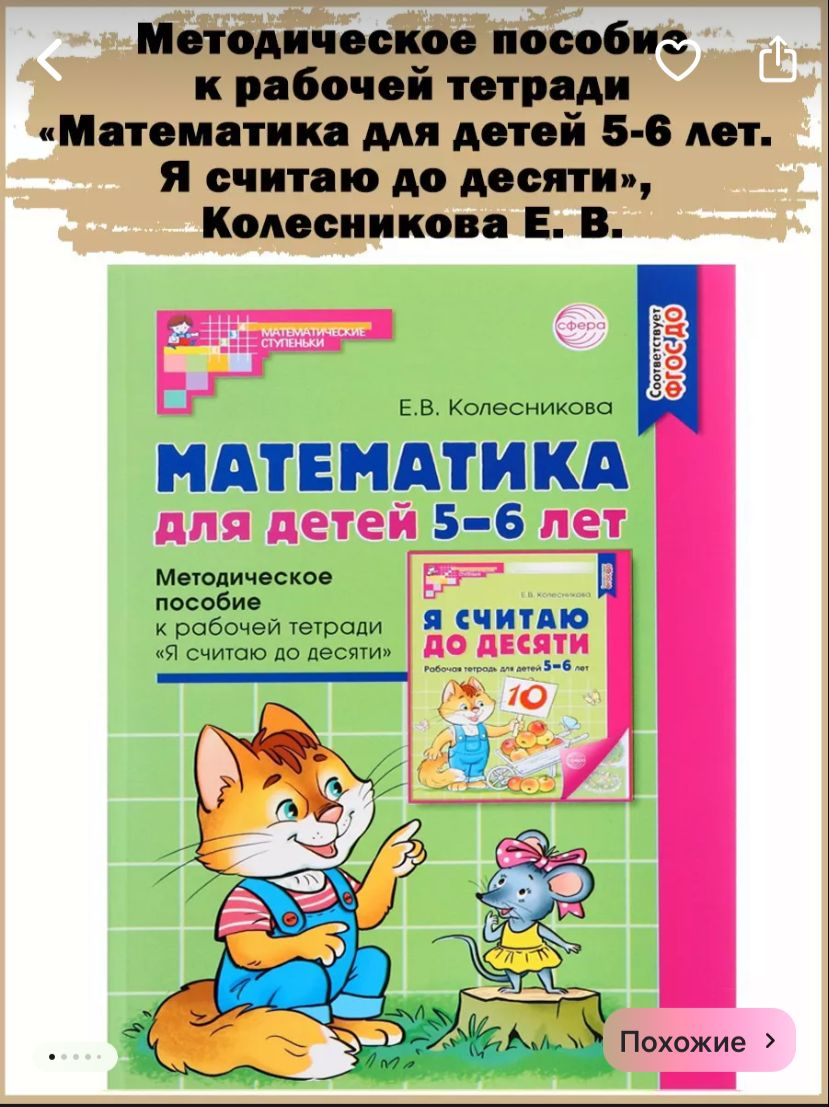 Методическое пособие
к рабочей тетради
«Математика для детей 5-6 лет.
Я считаю до десяти»,
Колесникова Е. В.
МАТЕМАТИЧЕСКИЕ
СТУПЕНЬКИ
сфера
Соответствует
ФГОС ДО
Е.В. Колесникова
МАТЕМАТИКА
для детей 5–6 лет
Методическое
пособие
к рабочей тетради
«Я считаю до десяти»
Е.В. Колесникова
Я СЧИТАЮ
ДО ДЕСЯТИ
Рабочая тетрадь для детей 5–6 лет
10
сфера
Похожие